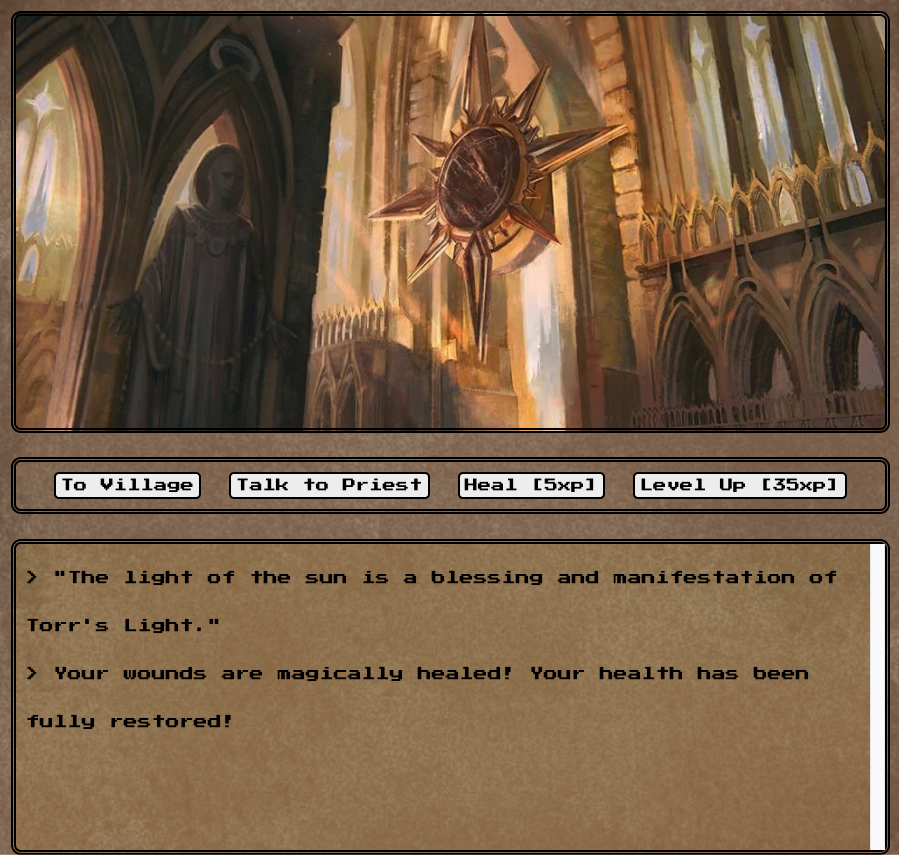 To Village Talk to Priest Heal [5xp] Level Up [35xp]
> "The light of the sun is a blessing and manifestation of
Torr's Light."
> Your wounds are magically healed! Your health has been
fully restored!